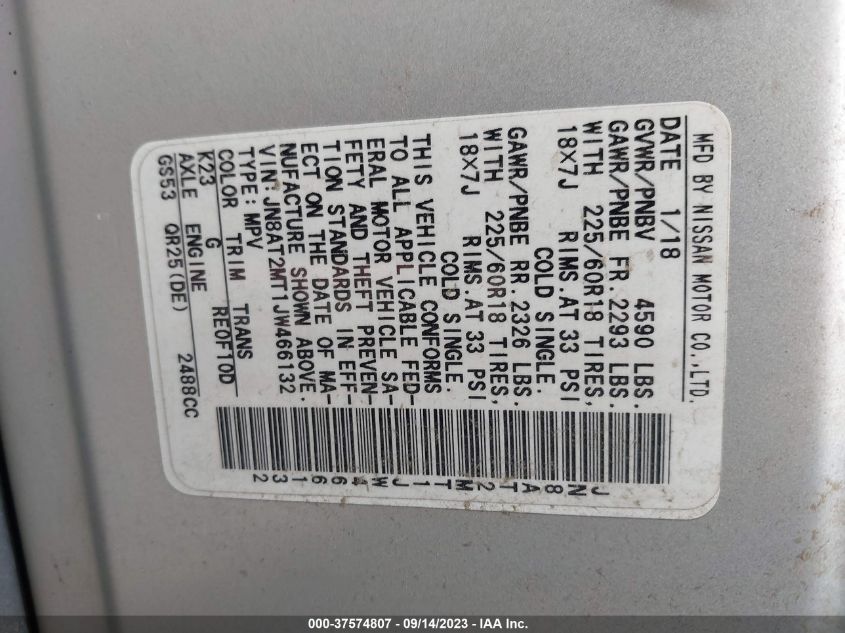 MFD BY NISSAN MOTOR CO.,LTD.
DATE 1/18
GVWR/PNBV 4590 LBS.
GAWR/PNBE FR. 2293 LBS.
WITH 225/60R18 TIRES,
18X7J RIMS.AT 33 PSI
COLD SINGLE.
GAWR/PNBE RR. 2326 LBS.
WITH 225/60R18 TIRES,
18X7J RIMS.AT 33 PSI
COLD SINGLE.
THIS VEHICLE CONFORMS
TO ALL APPLICABLE FED-
ERAL MOTOR VEHICLE SA-
FETY AND THEFT PREVEN-
TION STANDARDS IN EFF-
ECT ON THE DATE OF MA-
NUFACTURE SHOWN ABOVE.
VIN:JN8AT2MT1JW466132
TYPE:MPV
COLOR TRIM TRANS
K23 G RE0F10D
AXLE ENGINE
GS53 QR25(DE) 2488CC
JN8AT2MT1JW466132
000-37574807 - 09/14/2023 - IAA Inc.